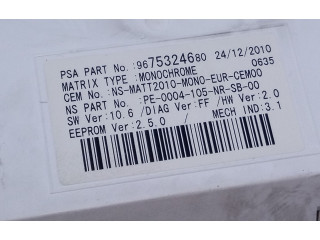 PSA PART No.:9675324680 24/12/2010
MATRIX TYPE :MONOCHROME 0635
CEM No. :NS-MATT2010-MONO-EUR-CEM00
NS PART No. :PE-0004-105-NR-SB-00
SW Ver: 10.6 /DIAG Ver: FF /HW Ver: 2.0
EEPROM Ver: 2.5.0 / MECH IND: 3.1